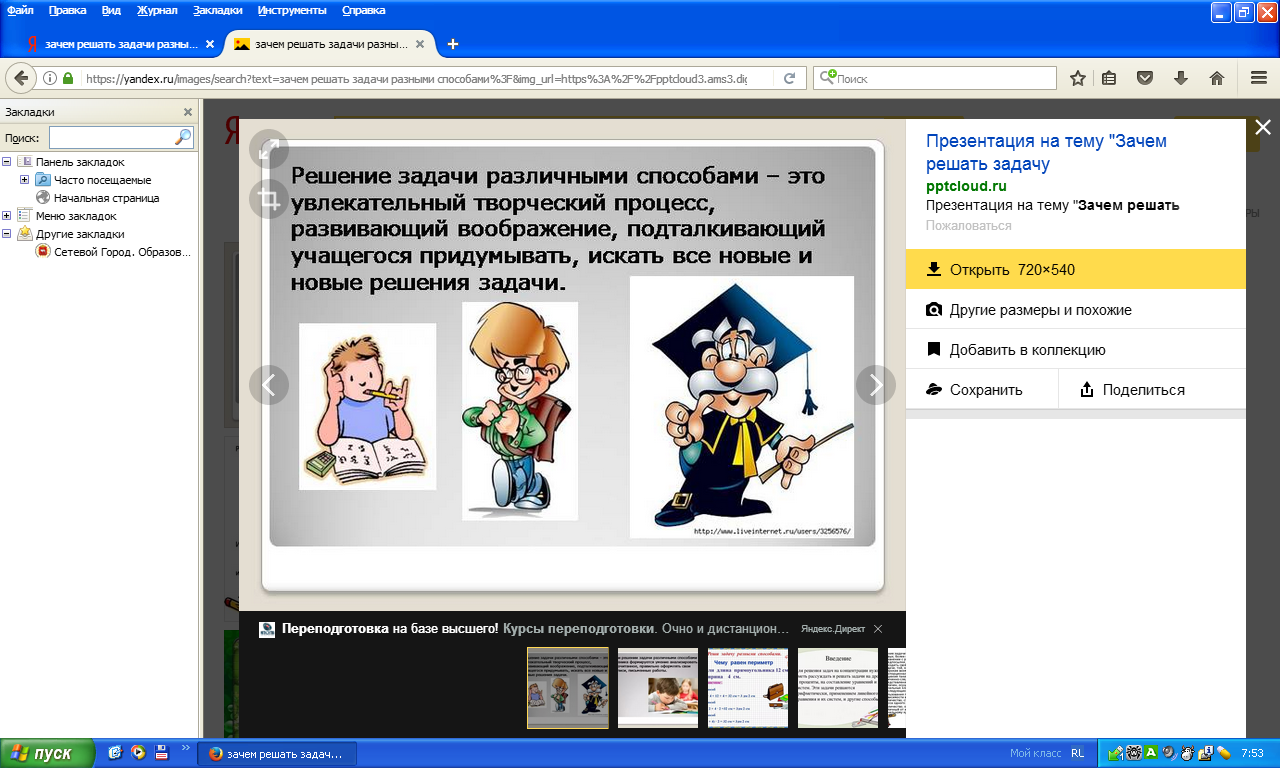 Файл Правка Вид Журнал Закладки Инструменты Справка
зачем решать задачи разны...
зачем решать задачи разны...
https://yandex.ru/images/search?text=зачем решать задачи разными способами%3F&img_url=https%3A%2F%2Fpptcloud3.ams3.dig
Поиск
Закладки
Поиск:
Панель закладок
Часто посещаемые
Начальная страница
Меню закладок
Другие закладки
Сетевой Город. Образов...
Решение задачи различными способами – это
увлекательный творческий процесс,
развивающий воображение, подталкивающий
учащегося придумывать, искать все новые и
новые решения задачи.
http://www.liveinternet.ru/users/3256576/
Презентация на тему "Зачем
решать задачу
pptcloud.ru
Презентация на тему "Зачем решать
Пожаловаться
Открыть 720×540
Другие размеры и похожие
Добавить в коллекцию
Сохранить
Поделиться
Переподготовка на базе высшего! Курсы переподготовки. Очно и дистанцион...
Яндекс.Директ
Чему равен периметр
Введение
пуск
зачем решать задач...
Мой класс
RL
7:53